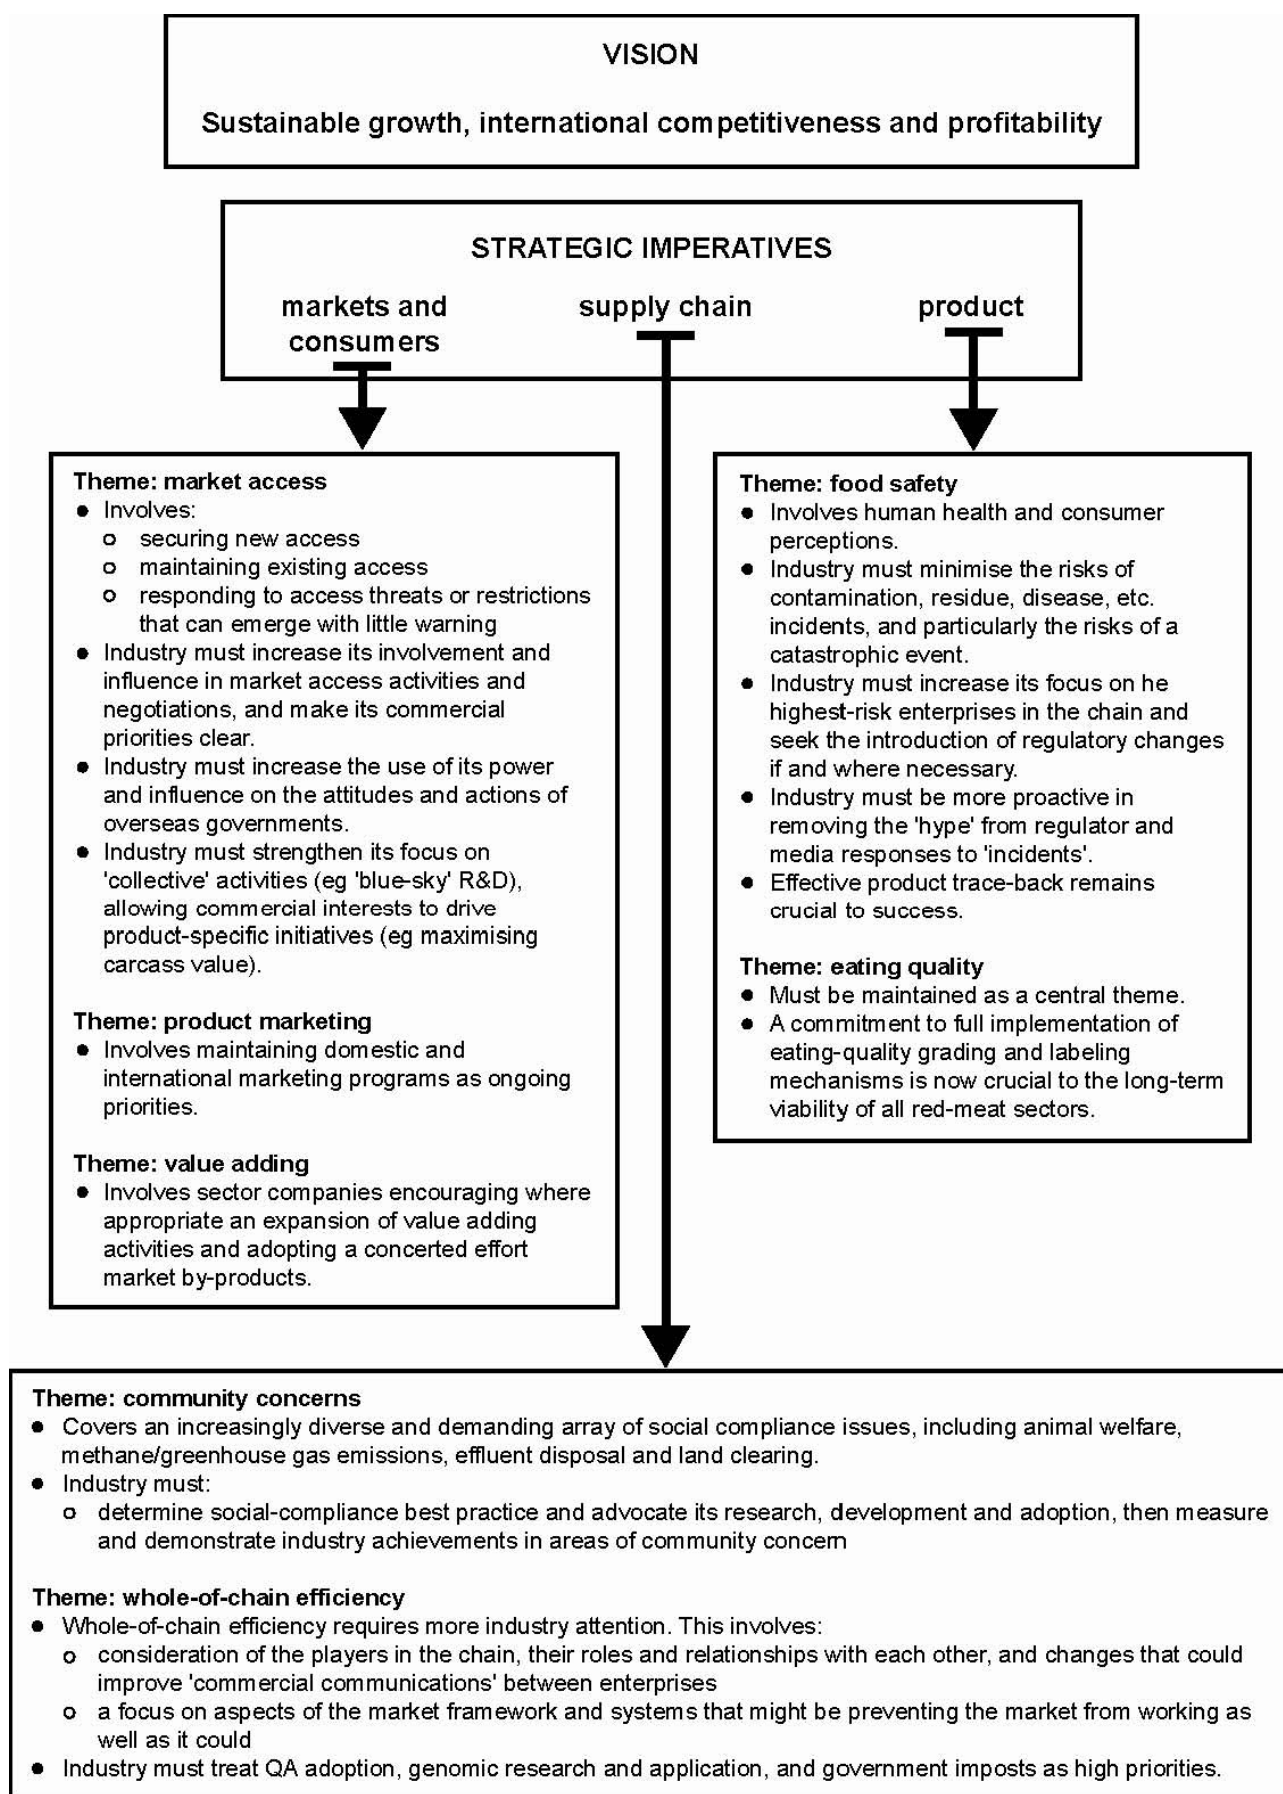 VISION
Sustainable growth, international competitiveness and profitability
STRATEGIC IMPERATIVES
markets and
consumers
supply chain
product
Theme: market access
● Involves:
o securing new access
o maintaining existing access
o responding to access threats or restrictions
that can emerge with little warning
● Industry must increase its involvement and
influence in market access activities and
negotiations, and make its commercial
priorities clear.
● Industry must increase the use of its power
and influence on the attitudes and actions of
overseas governments.
● Industry must strengthen its focus on
'collective' activities (eg 'blue-sky' R&D),
allowing commercial interests to drive
product-specific initiatives (eg maximising
carcass value).
Theme: product marketing
● Involves maintaining domestic and
international marketing programs as ongoing
priorities.
Theme: value adding
● Involves sector companies encouraging where
appropriate an expansion of value adding
activities and adopting a concerted effort
market by-products.
Theme: food safety
● Involves human health and consumer
perceptions.
● Industry must minimise the risks of
contamination, residue, disease, etc.
incidents, and particularly the risks of a
catastrophic event.
● Industry must increase its focus on he
highest-risk enterprises in the chain and
seek the introduction of regulatory changes
if and where necessary.
● Industry must be more proactive in
removing the 'hype' from regulator and
media responses to 'incidents'.
● Effective product trace-back remains
crucial to success.
Theme: eating quality
● Must be maintained as a central theme.
● A commitment to full implementation of
eating-quality grading and labeling
mechanisms is now crucial to the long-term
viability of all red-meat sectors.
Theme: community concerns
● Covers an increasingly diverse and demanding array of social compliance issues, including animal welfare,
methane/greenhouse gas emissions, effluent disposal and land clearing.
● Industry must:
o determine social-compliance best practice and advocate its research, development and adoption, then measure
and demonstrate industry achievements in areas of community concern
Theme: whole-of-chain efficiency
● Whole-of-chain efficiency requires more industry attention. This involves:
o consideration of the players in the chain, their roles and relationships with each other, and changes that could
improve 'commercial communications' between enterprises
o a focus on aspects of the market framework and systems that might be preventing the market from working as
well as it could
● Industry must treat QA adoption, genomic research and application, and government imposts as high priorities.